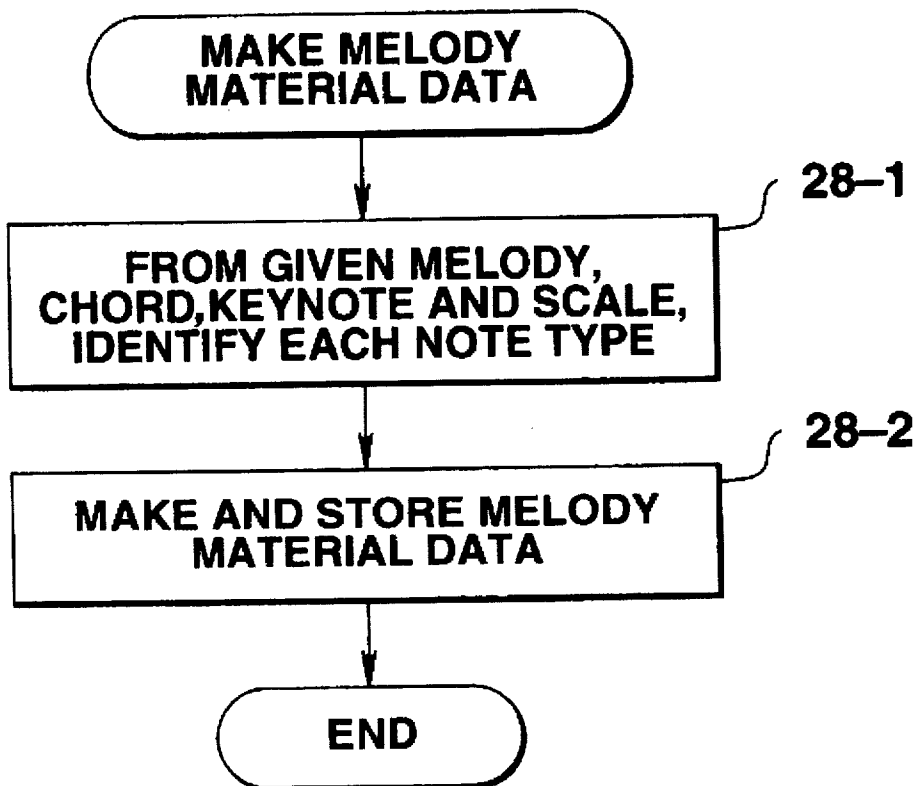 MAKE MELODY
MATERIAL DATA
28–1
FROM GIVEN MELODY,
CHORD,KEYNOTE AND SCALE,
IDENTIFY EACH NOTE TYPE
28–2
MAKE AND STORE MELODY
MATERIAL DATA
END